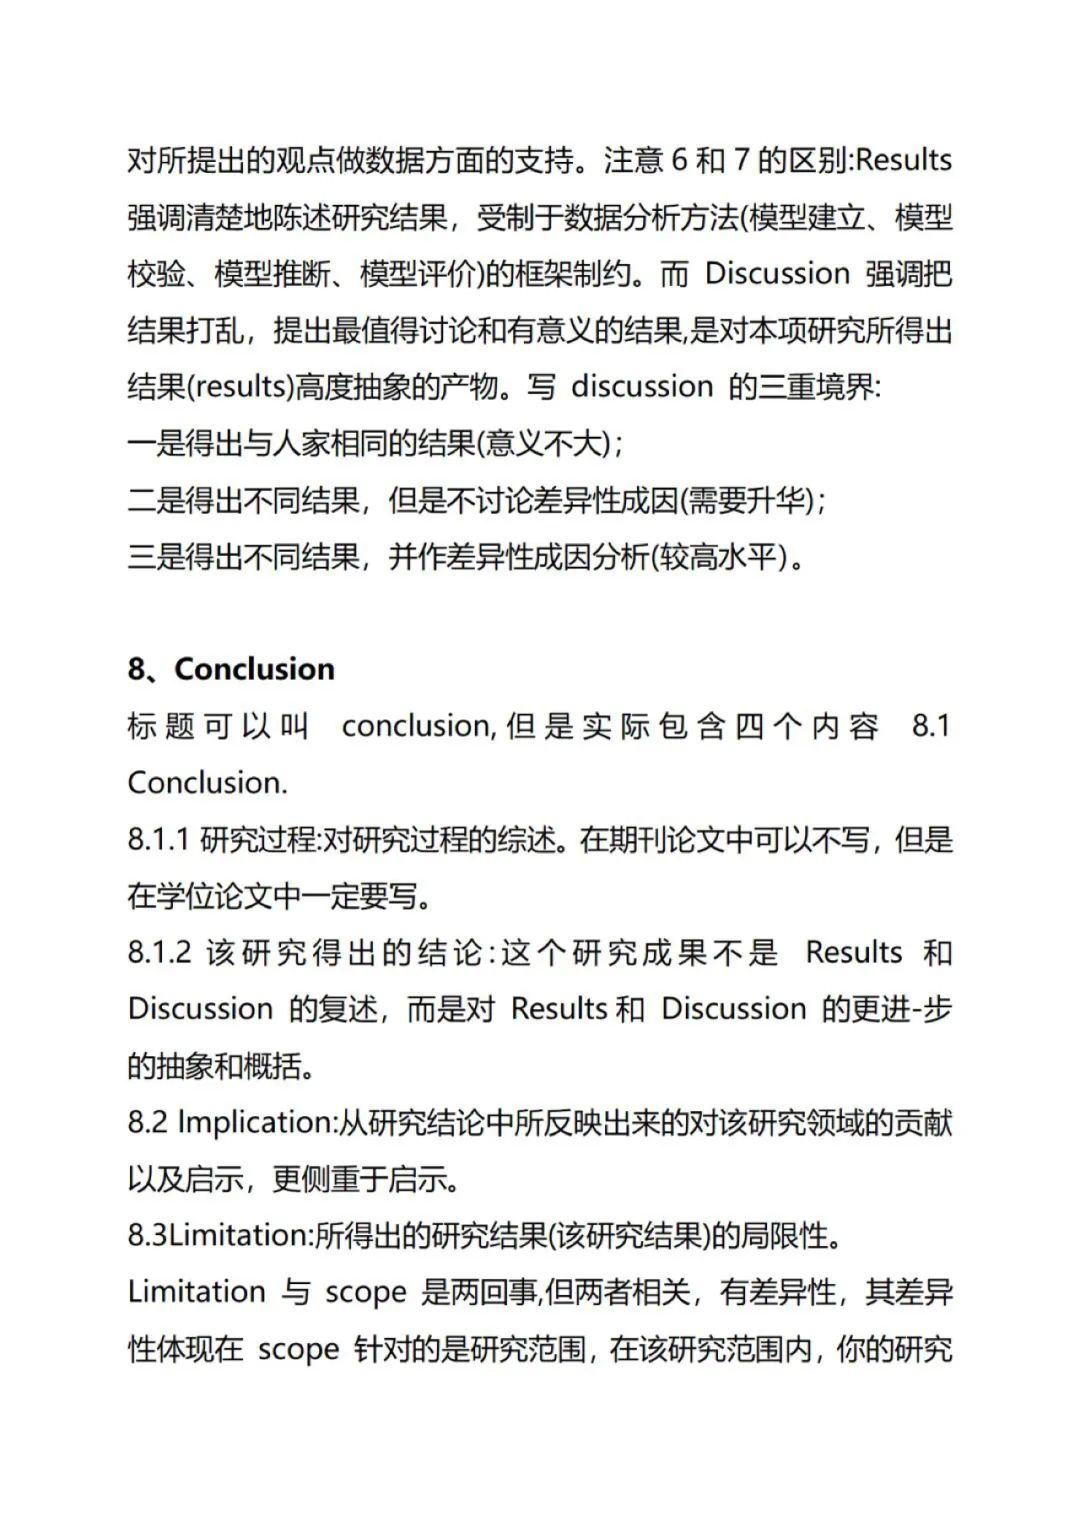 对所提出的观点做数据方面的支持。注意 6 和 7 的区别:Results
强调清楚地陈述研究结果，受制于数据分析方法(模型建立、模型
校验、模型推断、模型评价)的框架制约。而 Discussion 强调把
结果打乱，提出最值得讨论和有意义的结果,是对本项研究所得出
结果(results)高度抽象的产物。写 discussion 的三重境界:
一是得出与人家相同的结果(意义不大)；
二是得出不同结果，但是不讨论差异性成因(需要升华)；
三是得出不同结果，并作差异性成因分析(较高水平）。
8、Conclusion
标题可以叫 conclusion,但是实际包含四个内容 8.1
Conclusion.
8.1.1 研究过程:对研究过程的综述。在期刊论文中可以不写，但是
在学位论文中一定要写。
8.1.2 该研究得出的结论:这个研究成果不是 Results 和
Discussion 的复述，而是对 Results 和 Discussion 的更进-步
的抽象和概括。
8.2 lmplication:从研究结论中所反映出来的对该研究领域的贡献
以及启示，更侧重于启示。
8.3Limitation:所得出的研究结果(该研究结果)的局限性。
Limitation 与 scope 是两回事,但两者相关，有差异性，其差异
性体现在 scope 针对的是研究范围，在该研究范围内，你的研究